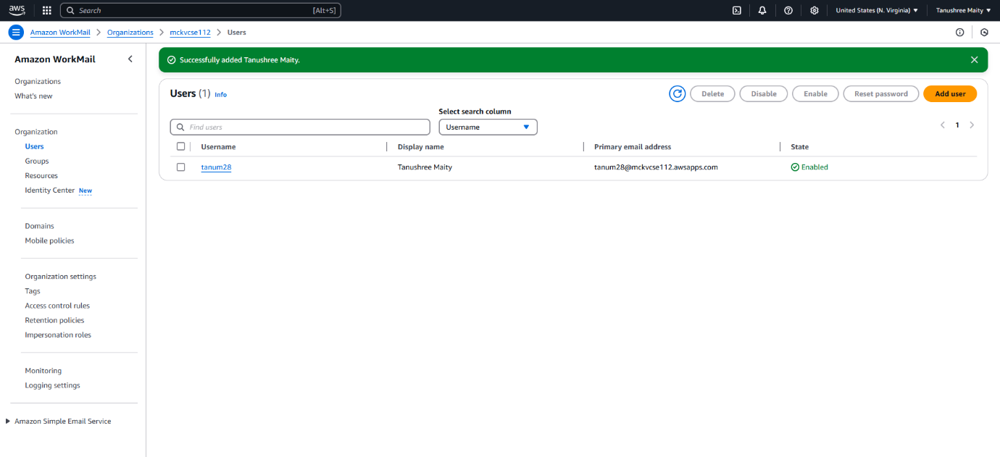 aws Search [Alt+S] United States (N. Virginia) Tanushree Maity
Amazon WorkMail Organizations mckvcse112 Users
Amazon WorkMail
Organizations
What's new
Organization
Users
Groups
Resources
Identity Center New
Domains
Mobile policies
Organization settings
Tags
Access control rules
Retention policies
Impersonation roles
Monitoring
Logging settings
Amazon Simple Email Service
Successfully added Tanushree Maity.
Users (1) Info Delete Disable Enable Reset password Add user
Select search column
Find users Username 1
Username Display name Primary email address State
tanum28 Tanushree Maity tanum28@mckvcse112.awsapps.com Enabled